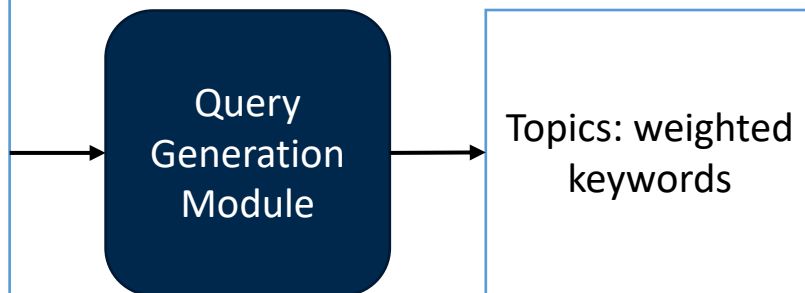 Query
Generation
Module
Topics: weighted
keywords